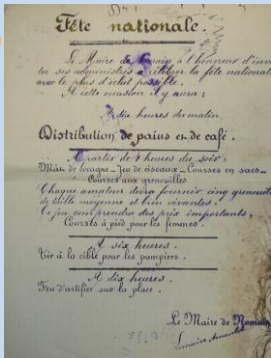 Fête nationale.
Le Maire de à l'honneur d'invi
ter ses administrés à célébrer la fête nationale
avec le plus d'éclat possible.
A cette occasion il y aura:
A dix heures du matin.
Distribution de pains et de café.
A partir de 4 heures du soir.
Mât de cocagne - Jeu de ciseaux - Courses en sacs -
Courses aux grenouilles
Chaque amateur devra fournir cinq grenouilles
de taille moyenne et bien vivantes.
Ce jeu comprendra des prix importants.
Courses à pied pour les femmes.
A six heures.
Tir à la cible pour les pompiers.
A dix heures.
Feu d'artifice sur la place.
Le Maire de